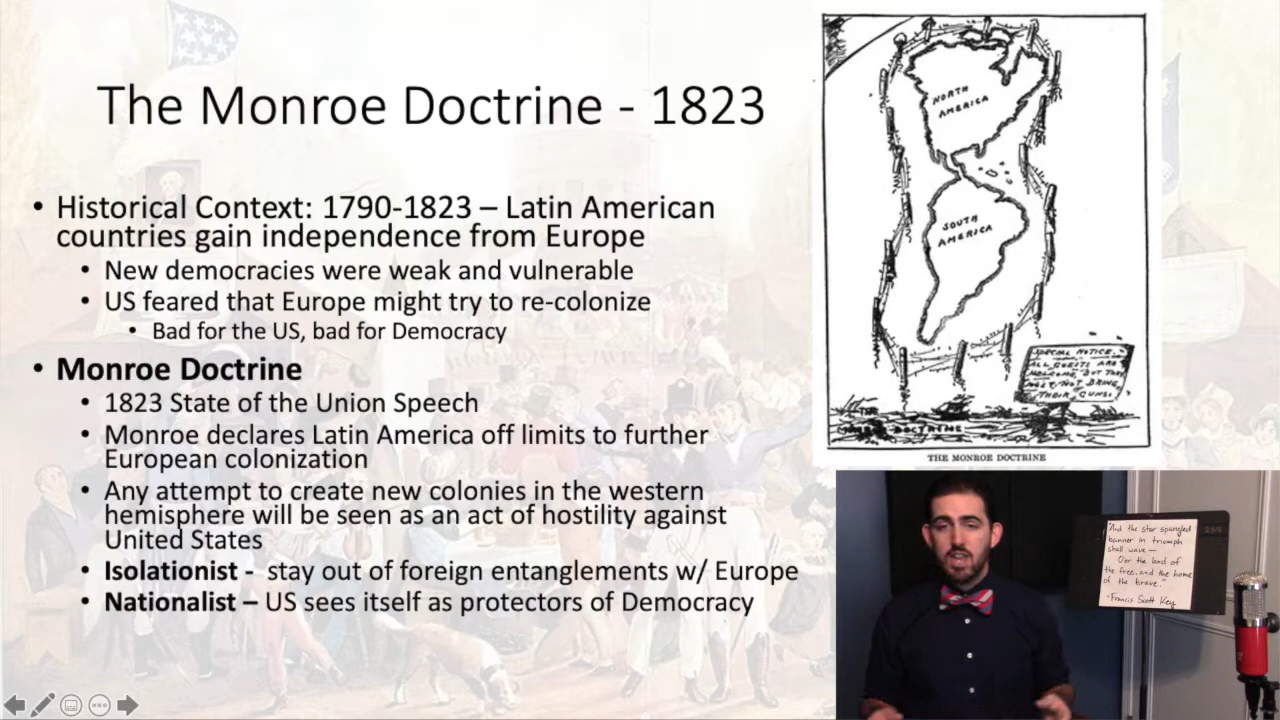 The Monroe Doctrine - 1823
• Historical Context: 1790-1823 – Latin American
countries gain independence from Europe
• New democracies were weak and vulnerable
• US feared that Europe might try to re-colonize
• Bad for the US, bad for Democracy
• Monroe Doctrine
• 1823 State of the Union Speech
• Monroe declares Latin America off limits to further
European colonization
• Any attempt to create new colonies in the western
hemisphere will be seen as an act of hostility against
United States
• Isolationist - stay out of foreign entanglements w/ Europe
• Nationalist – US sees itself as protectors of Democracy
NORTH
AMERICA
SOUTH
AMERICA
SPECIAL NOTICE.
ALL GUESTS ARE
WELCOME BUT THEY
MUST NOT BRING
THEIR GUNS.
DOCTRINE
THE MONROE DOCTRINE
"And the star spangled
banner in triumph
shall wave—
O'er the land of
the free, and the home
of the brave."
-Francis Scott Key